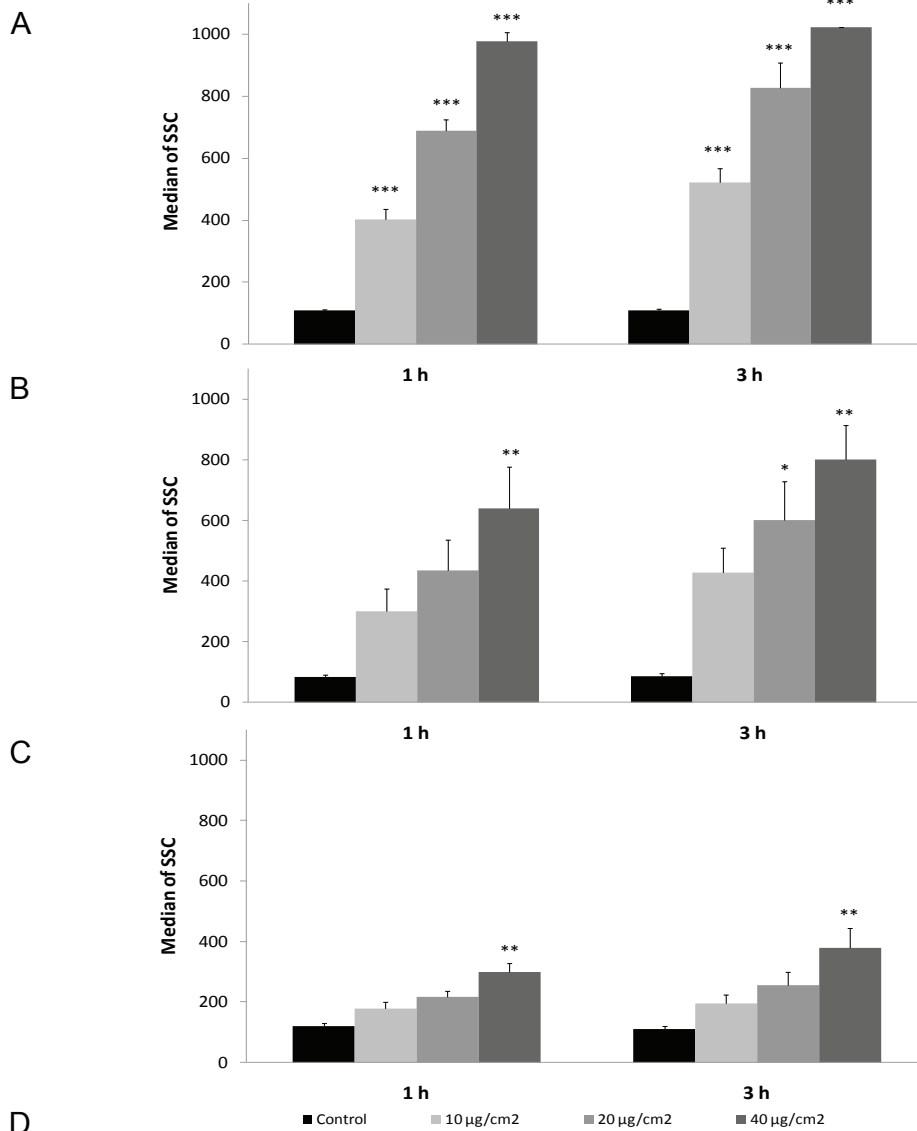 A
Median of SSC
1000
800
600
400
200
0
***
***
***
***
***
***
1 h
3 h
B
Median of SSC
1000
800
600
400
200
0
**
*
**
1 h
3 h
C
Median of SSC
1000
800
600
400
200
0
**
**
1 h
3 h
D
Control 10 µg/cm2 20 µg/cm2 40 µg/cm2